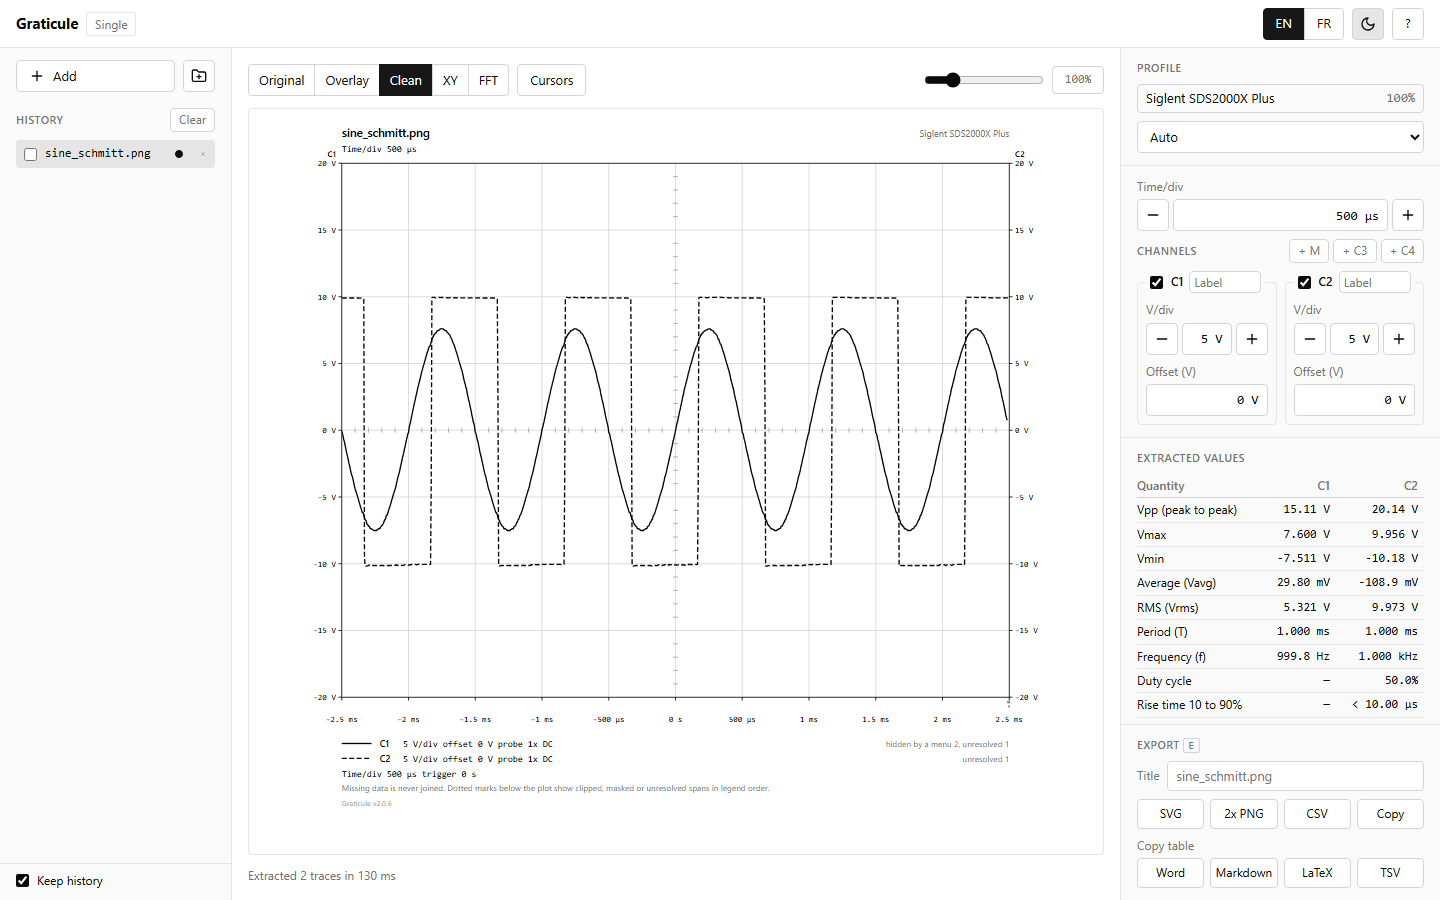 Graticule Single EN FR ?
Add
HISTORY Clear
sine_schmitt.png ×
Keep history
Original Overlay Clean XY FFT Cursors 100%
sine_schmitt.png Siglent SDS2000X Plus
Time/div 500 µs
C1 C2
20 V 20 V
15 V 15 V
10 V 10 V
5 V 5 V
0 V 0 V
-5 V -5 V
-10 V -10 V
-15 V -15 V
-20 V -20 V
-2.5 ms -2 ms -1.5 ms -1 ms -500 µs 0 s 500 µs 1 ms 1.5 ms 2 ms 2.5 ms
C1 5 V/div offset 0 V probe 1x DC hidden by a menu 2, unresolved 1
C2 5 V/div offset 0 V probe 1x DC unresolved 1
Time/div 500 µs trigger 0 s
Missing data is never joined. Dotted marks below the plot show clipped, masked or unresolved spans in legend order.
Graticule v2.0.6
Extracted 2 traces in 130 ms
PROFILE
Siglent SDS2000X Plus 100%
Auto
Time/div
− 500 µs +
CHANNELS + M + C3 + C4
C1 Label C2 Label
V/div V/div
− 5 V + − 5 V +
Offset (V) Offset (V)
0 V 0 V
EXTRACTED VALUES
Quantity C1 C2
Vpp (peak to peak) 15.11 V 20.14 V
Vmax 7.600 V 9.956 V
Vmin -7.511 V -10.18 V
Average (Vavg) 29.80 mV -108.9 mV
RMS (Vrms) 5.321 V 9.973 V
Period (T) 1.000 ms 1.000 ms
Frequency (f) 999.8 Hz 1.000 kHz
Duty cycle – 50.0%
Rise time 10 to 90% – < 10.00 µs
EXPORT E
Title sine_schmitt.png
SVG 2x PNG CSV Copy
Copy table
Word Markdown LaTeX TSV